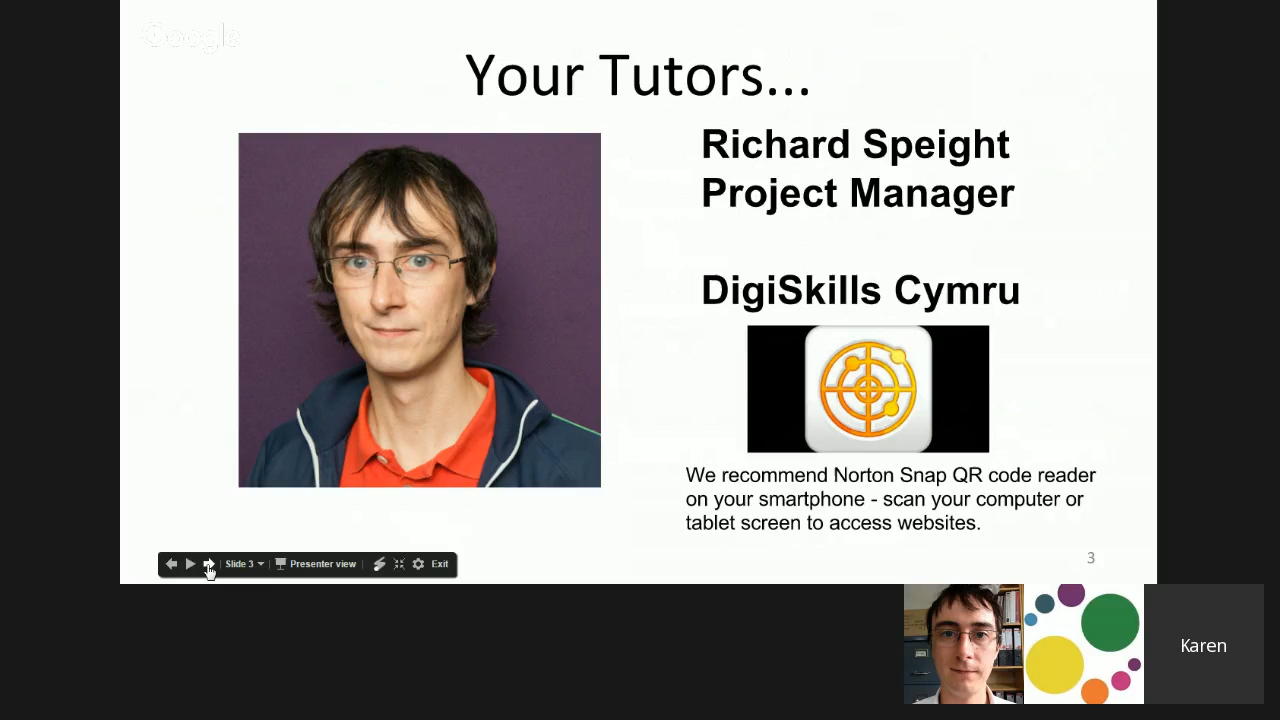 Google
Your Tutors...
Richard Speight
Project Manager
DigiSkills Cymru
We recommend Norton Snap QR code reader
on your smartphone - scan your computer or
tablet screen to access websites.
Slide 3
Presenter view
Exit
3
Karen